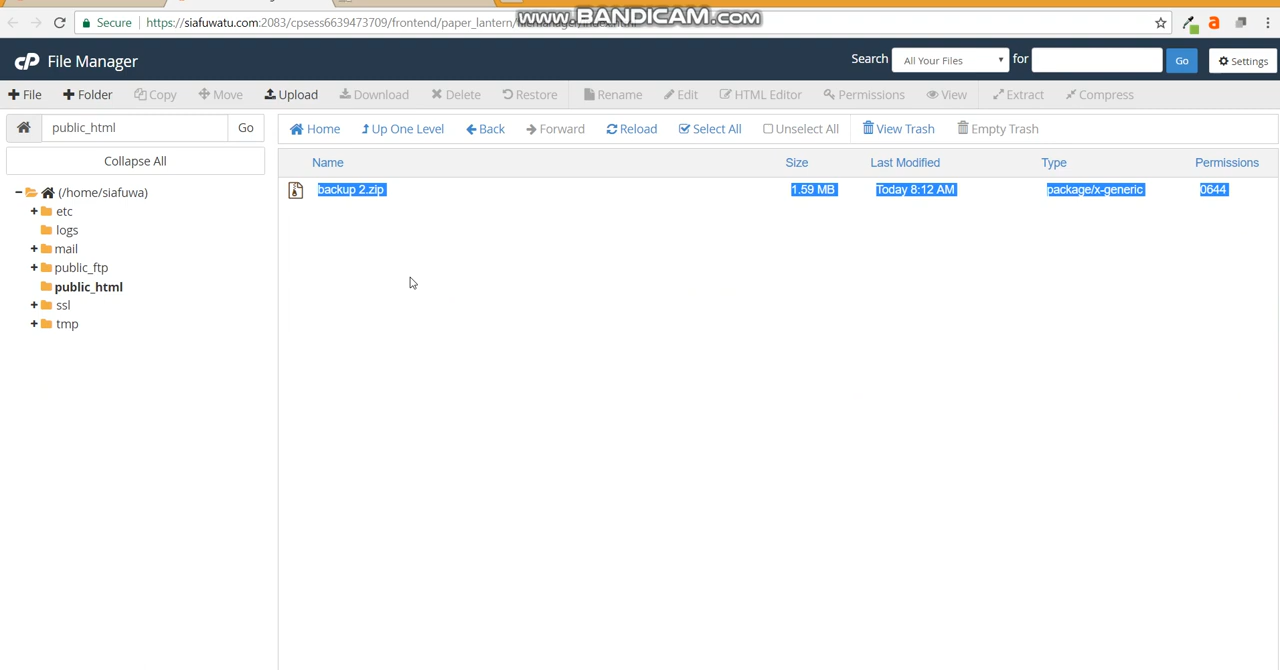 www.BANDICAM.com
Secure https://siafuwatu.com:2083/cpsess6639473709/frontend/paper_lantern/
cP File Manager
Search All Your Files for Go Settings
File Folder Copy Move Upload Download Delete Restore Rename Edit HTML Editor Permissions View Extract Compress
public_html Go
Home Up One Level Back Forward Reload Select All Unselect All View Trash Empty Trash
Collapse All
Name Size Last Modified Type Permissions
backup 2.zip 1.59 MB Today 8:12 AM package/x-generic 0644
(/home/siafuwa)
etc
logs
mail
public_ftp
public_html
ssl
tmp